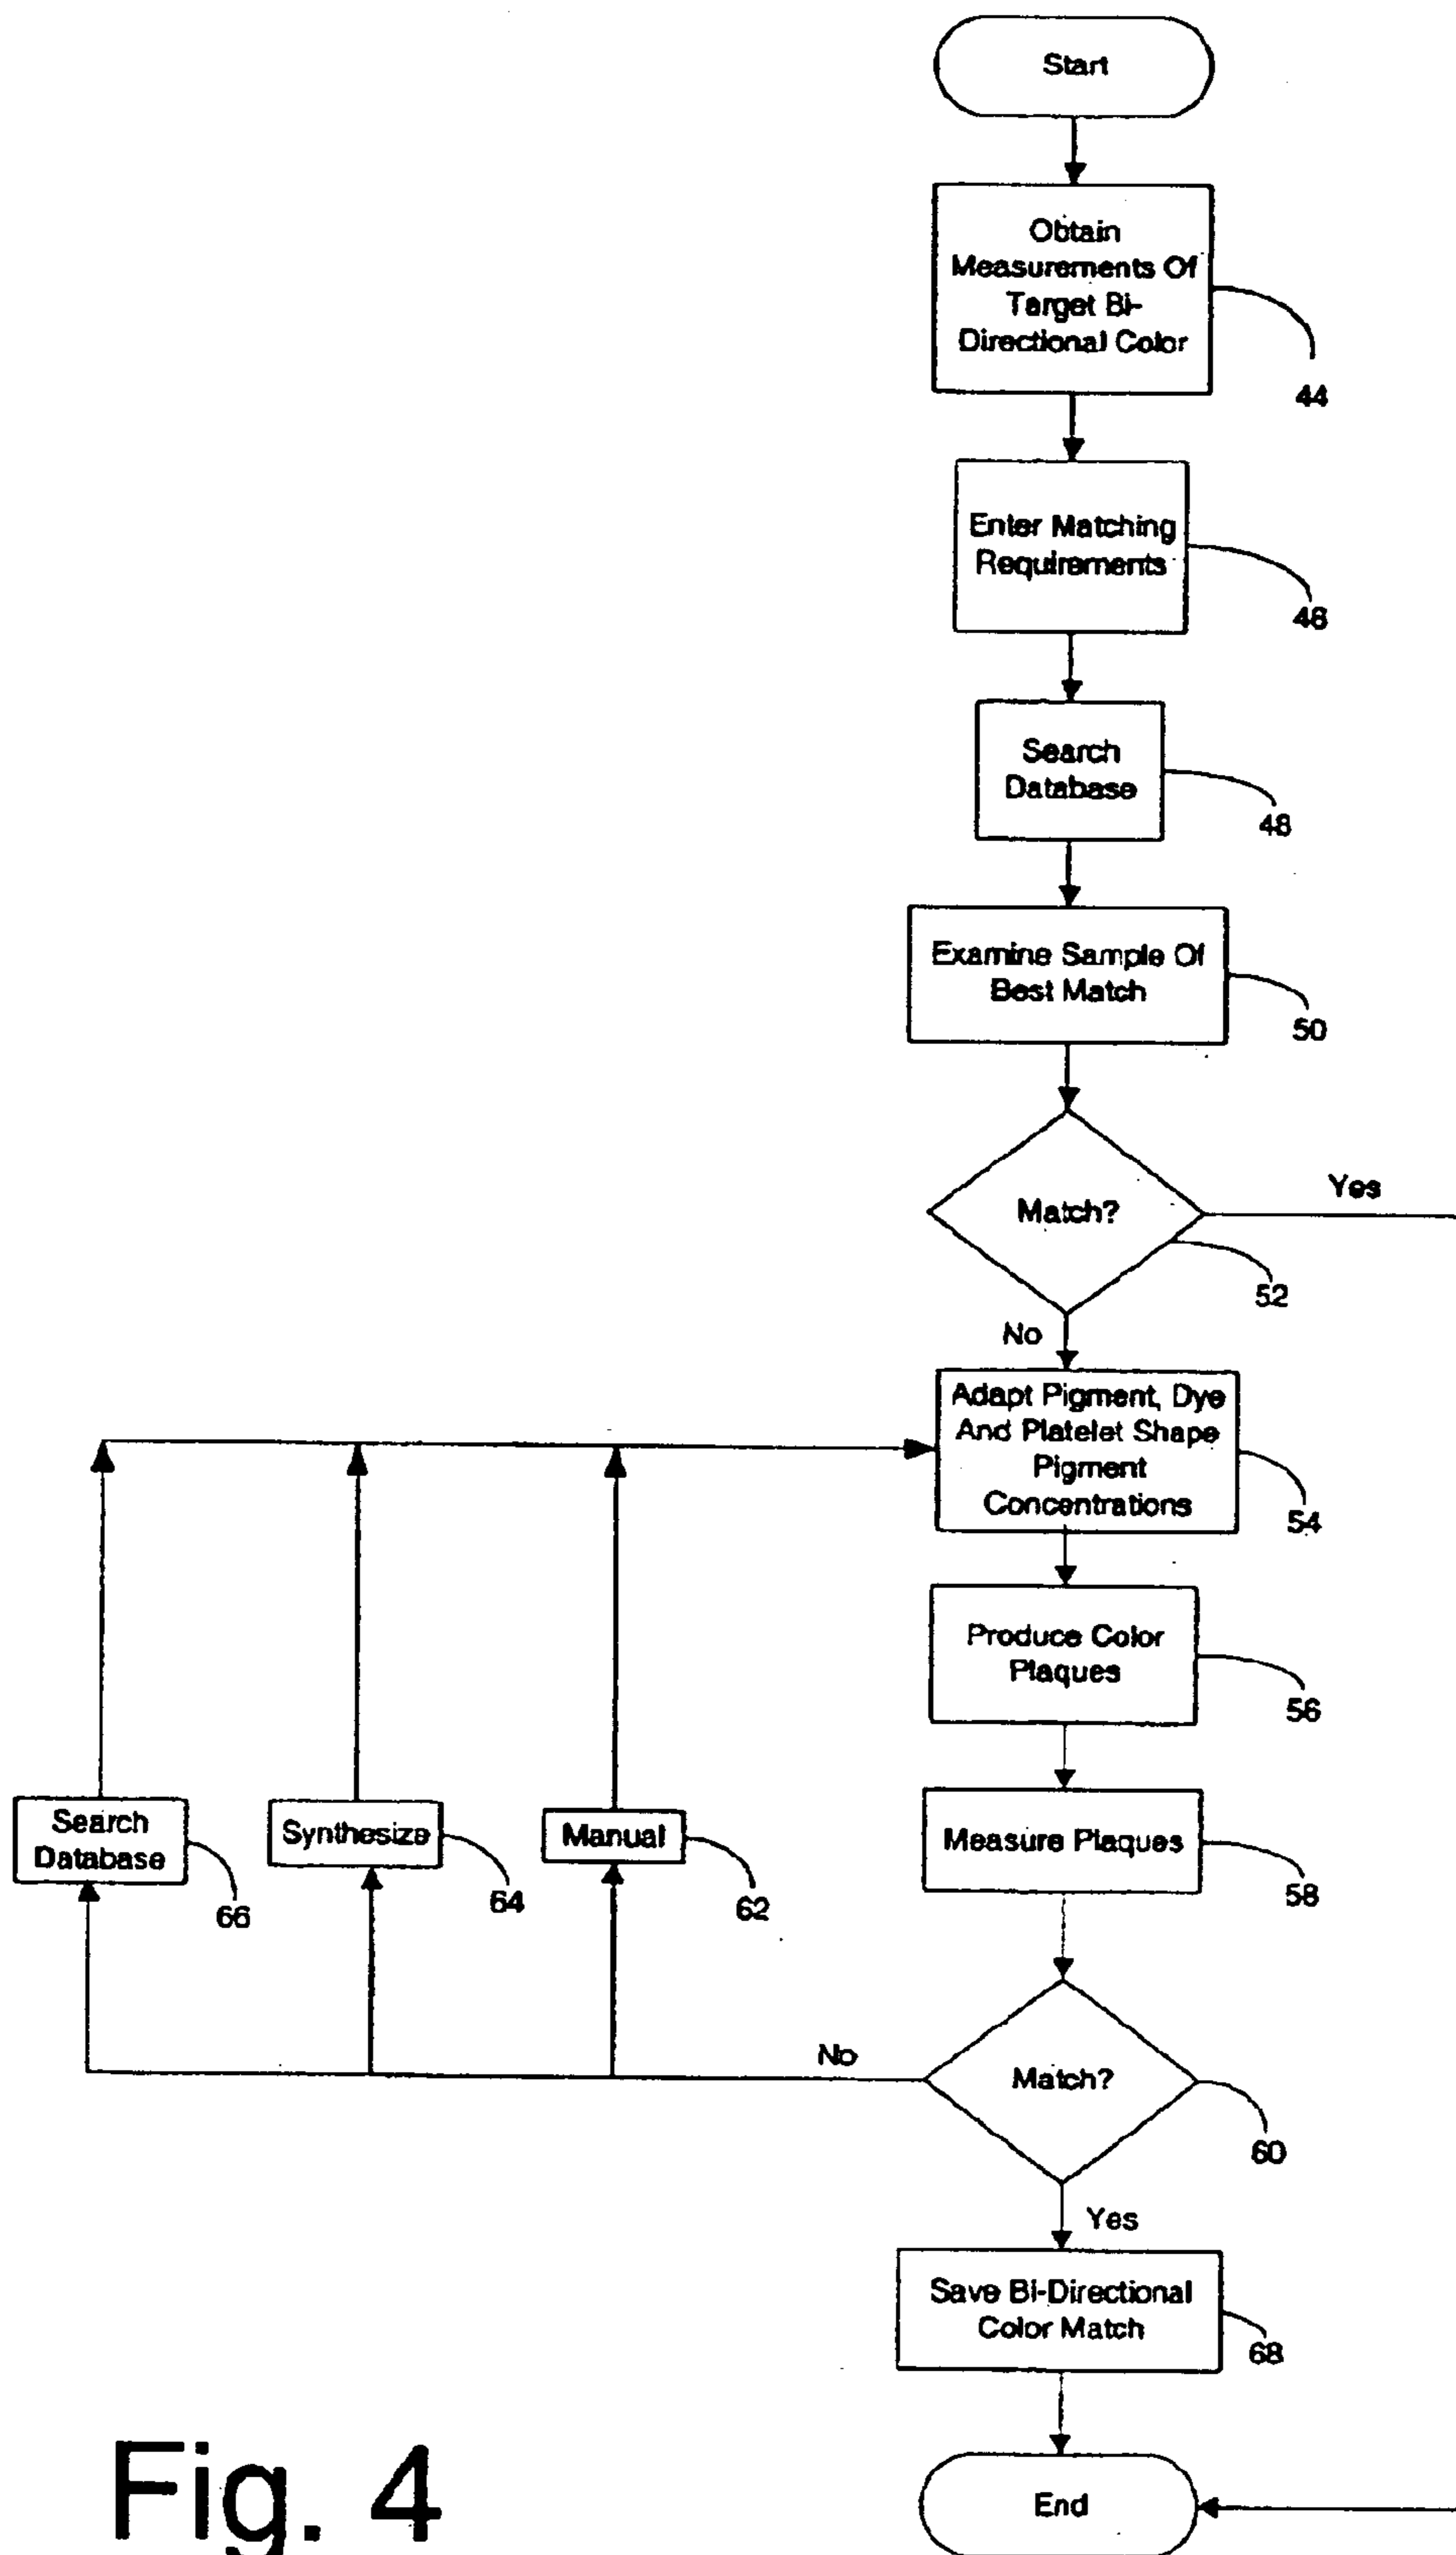 Start
Obtain
Measurements Of
Target Bi-
Directional Color
44
Enter Matching
Requirements
46
Search
Database
48
Examine Sample Of
Best Match
50
Match?
Yes
52
No
Adapt Pigment, Dye
And Platelet Shape
Pigment
Concentrations
54
Produce Color
Plaques
56
Measure Plaques
58
Search
Database
66
Synthesize
64
Manual
62
No
Match?
60
Yes
Save Bi-Directional
Color Match
68
End
Fig. 4